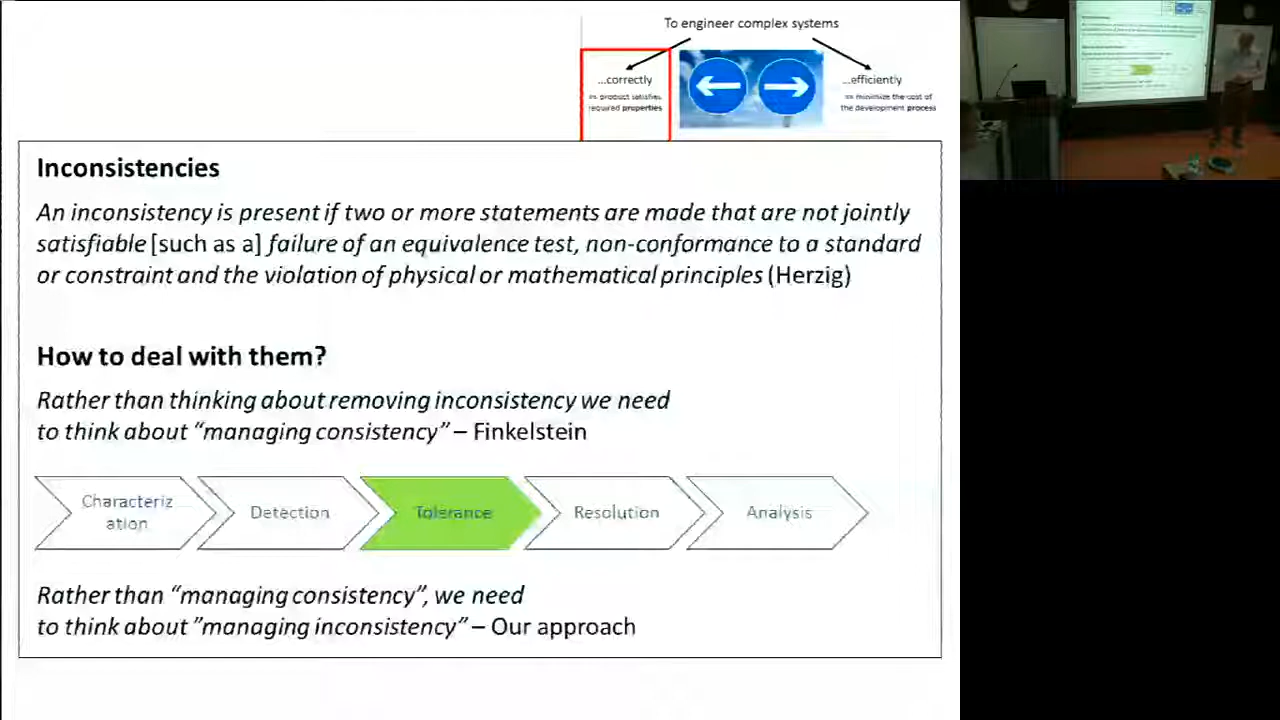 To engineer complex systems
...correctly
== product satisfies
required properties
...efficiently
== minimize the cost of
the development process
Inconsistencies
An inconsistency is present if two or more statements are made that are not jointly
satisfiable [such as a] failure of an equivalence test, non-conformance to a standard
or constraint and the violation of physical or mathematical principles (Herzig)
How to deal with them?
Rather than thinking about removing inconsistency we need
to think about “managing consistency” – Finkelstein
Characteriz
ation
Detection
Tolerance
Resolution
Analysis
Rather than “managing consistency”, we need
to think about ”managing inconsistency” – Our approach